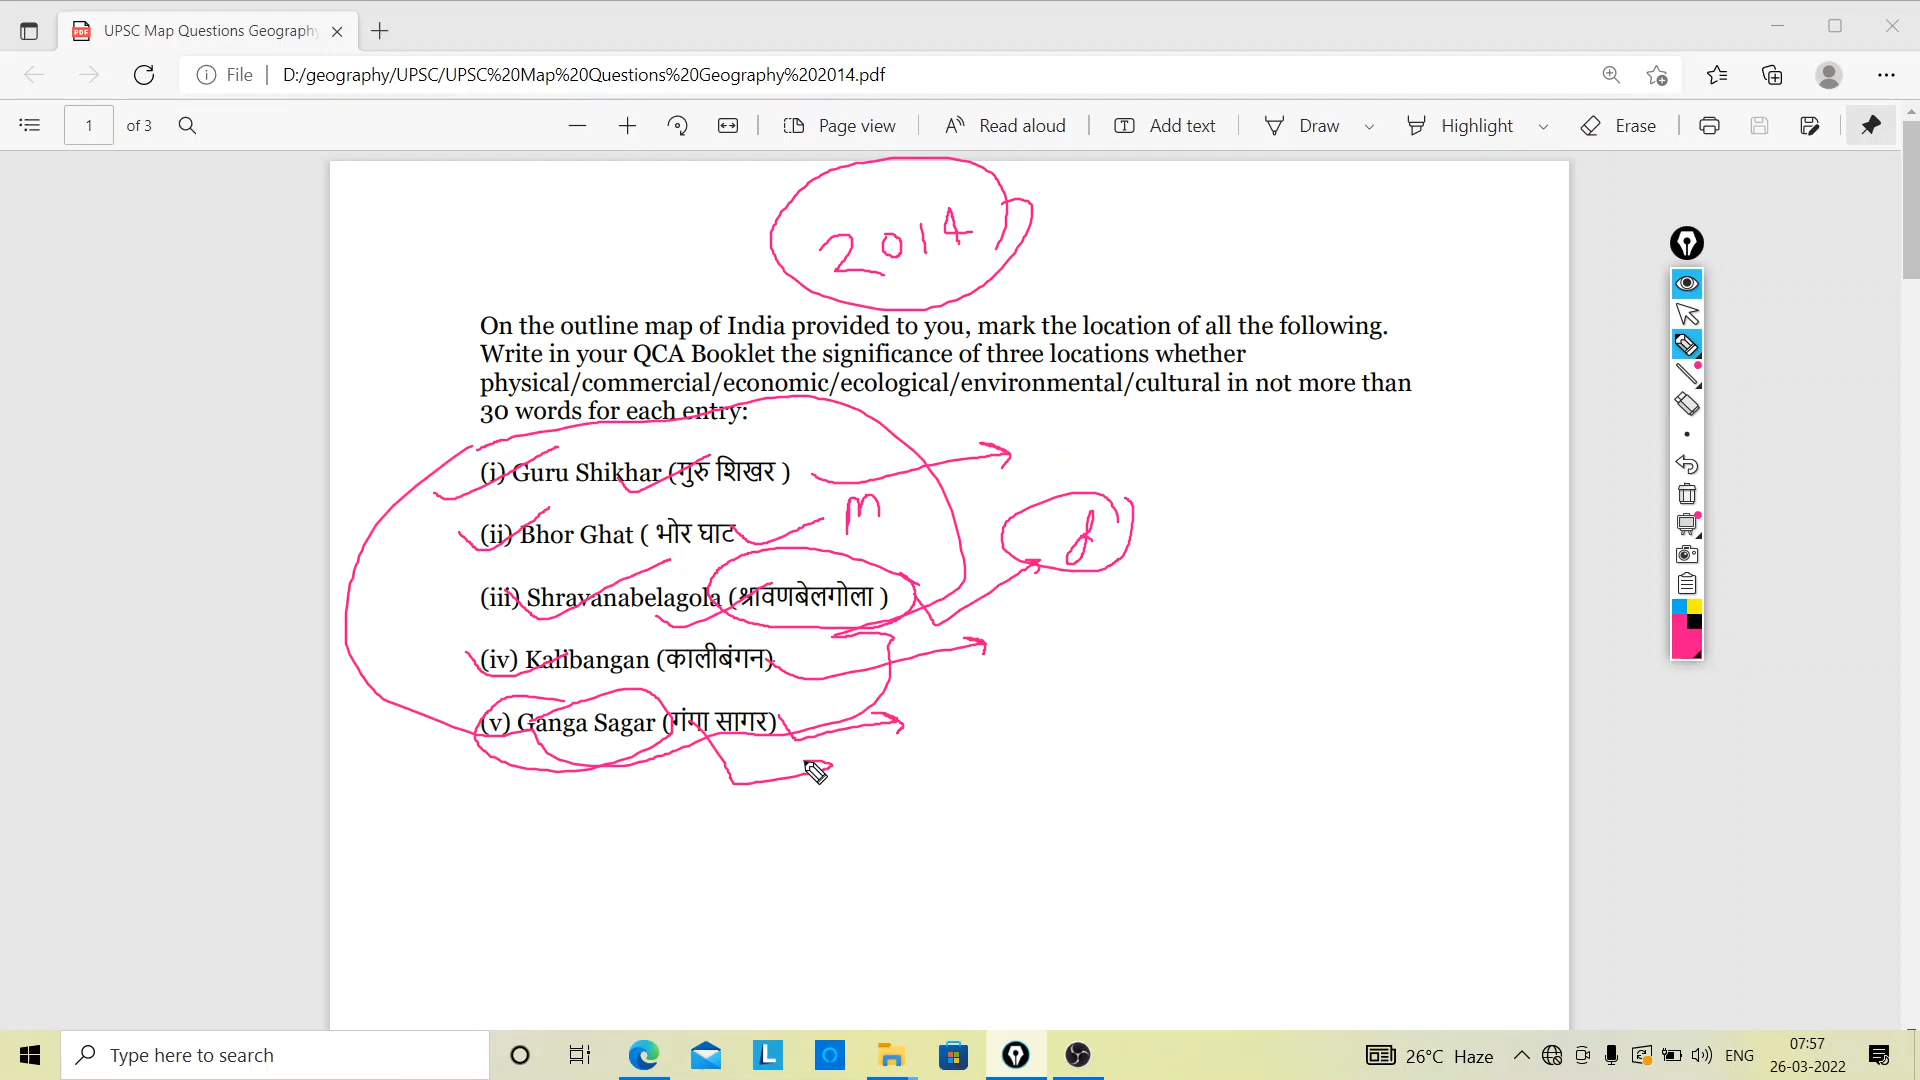 UPSC Map Questions Geography
File
D:/geography/UPSC/UPSC%20Map%20Questions%20Geography%202014.pdf
1 of 3
Page view
Read aloud
Add text
Draw
Highlight
Erase
2014
On the outline map of India provided to you, mark the location of all the following.
Write in your QCA Booklet the significance of three locations whether
physical/commercial/economic/ecological/environmental/cultural in not more than
30 words for each entry:
(i) Guru Shikhar (गुरु शिखर )
m
(ii) Bhor Ghat ( भोर घाट
(iii) Shravanabelagola (श्रावणबेलगोला )
(iv) Kalibangan (कालीबंगन)
(v) Ganga Sagar (गंगा सागर)
Type here to search
26°C Haze
ENG
07:57
26-03-2022